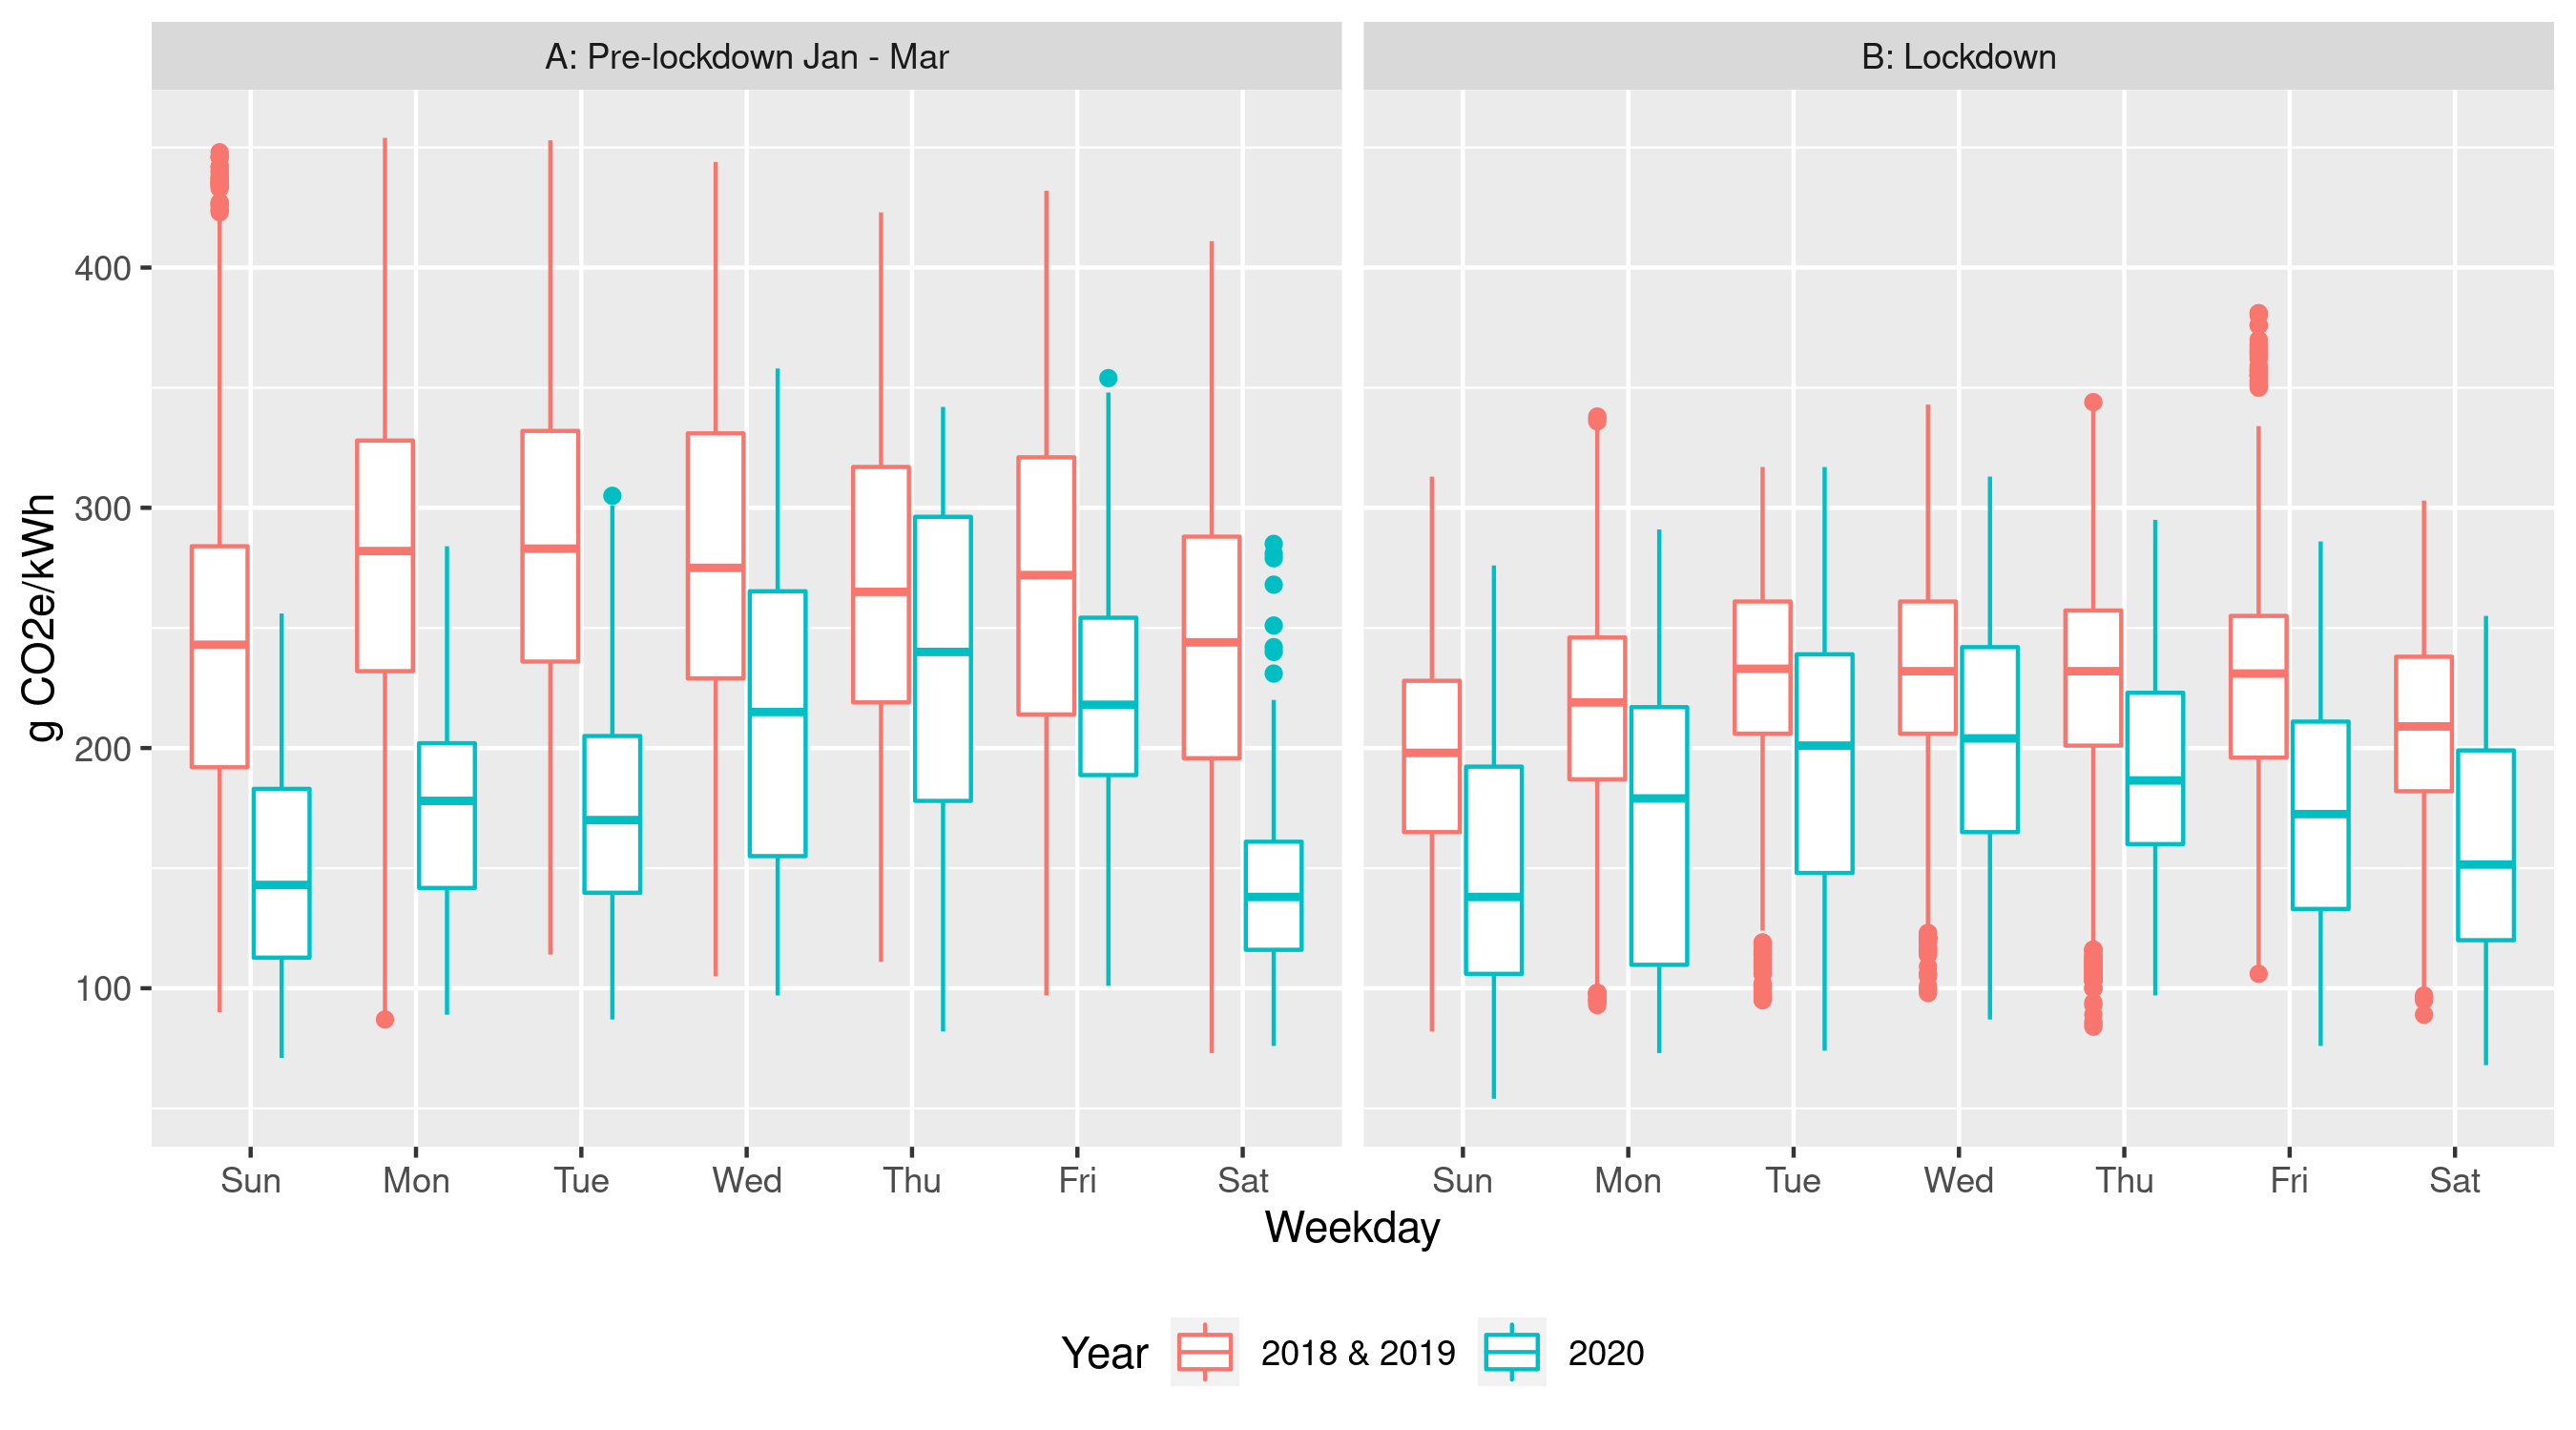 A: Pre-lockdown Jan - Mar
B: Lockdown
g CO2e/kWh
400
300
200
100
Sun Mon Tue Wed Thu Fri Sat
Sun Mon Tue Wed Thu Fri Sat
Weekday
Year 2018 & 2019 2020